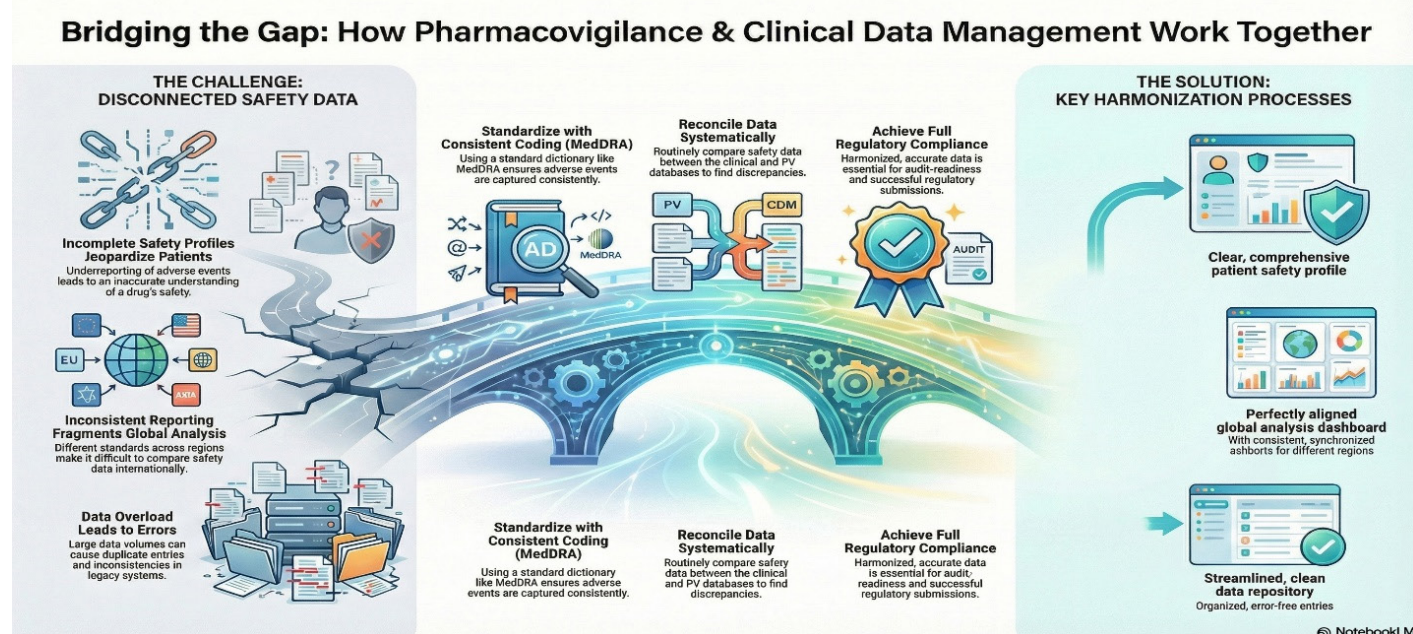 Bridging the Gap: How Pharmacovigilance & Clinical Data Management Work Together
THE CHALLENGE:
DISCONNECTED SAFETY DATA
Incomplete Safety Profiles
Jeopardize Patients
Underreporting of adverse events
leads to an inaccurate understanding
of a drug's safety.
?
EU
AXTA
Inconsistent Reporting
Fragments Global Analysis
Different standards across regions
make it difficult to compare safety
data internationally.
Data Overload
Leads to Errors
Large data volumes can
cause duplicate entries
and inconsistencies in
legacy systems.
Standardize with
Consistent Coding (MedDRA)
Using a standard dictionary like
MedDRA ensures adverse events
are captured consistently.
@
AD
</>
MedDRA
Reconcile Data
Systematically
Routinely compare safety data
between the clinical and PV
databases to find discrepancies.
PV
CDM
Achieve Full
Regulatory Compliance
Harmonized, accurate data is
essential for audit-readiness
and successful regulatory
submissions.
AUDIT
Standardize with
Consistent Coding
(MedDRA)
Using a standard dictionary
like MedDRA ensures adverse
events are captured consistently.
Reconcile Data
Systematically
Routinely compare safery
data between the clinical
and PV databases to find
discrepancies.
Achieve Full
Regulatory Compliance
Harmonized, accurate data
is essential for audit-
readiness and successful
regulatory submissions.
THE SOLUTION:
KEY HARMONIZATION PROCESSES
Clear, comprehensive
patient safety profile
Perfectly aligned
global analysis dashboard
With consistent, synchronized
ashborts for different regions
Streamlined, clean
data repository
Organized, error-free entries
NotebookLM